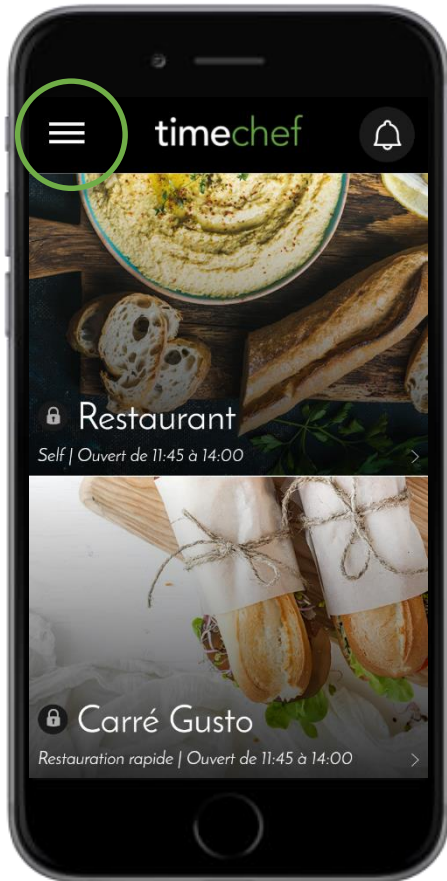 timechef
Restaurant
Self | Ouvert de 11:45 à 14:00
Carré Gusto
Restauration rapide | Ouvert de 11:45 à 14:00